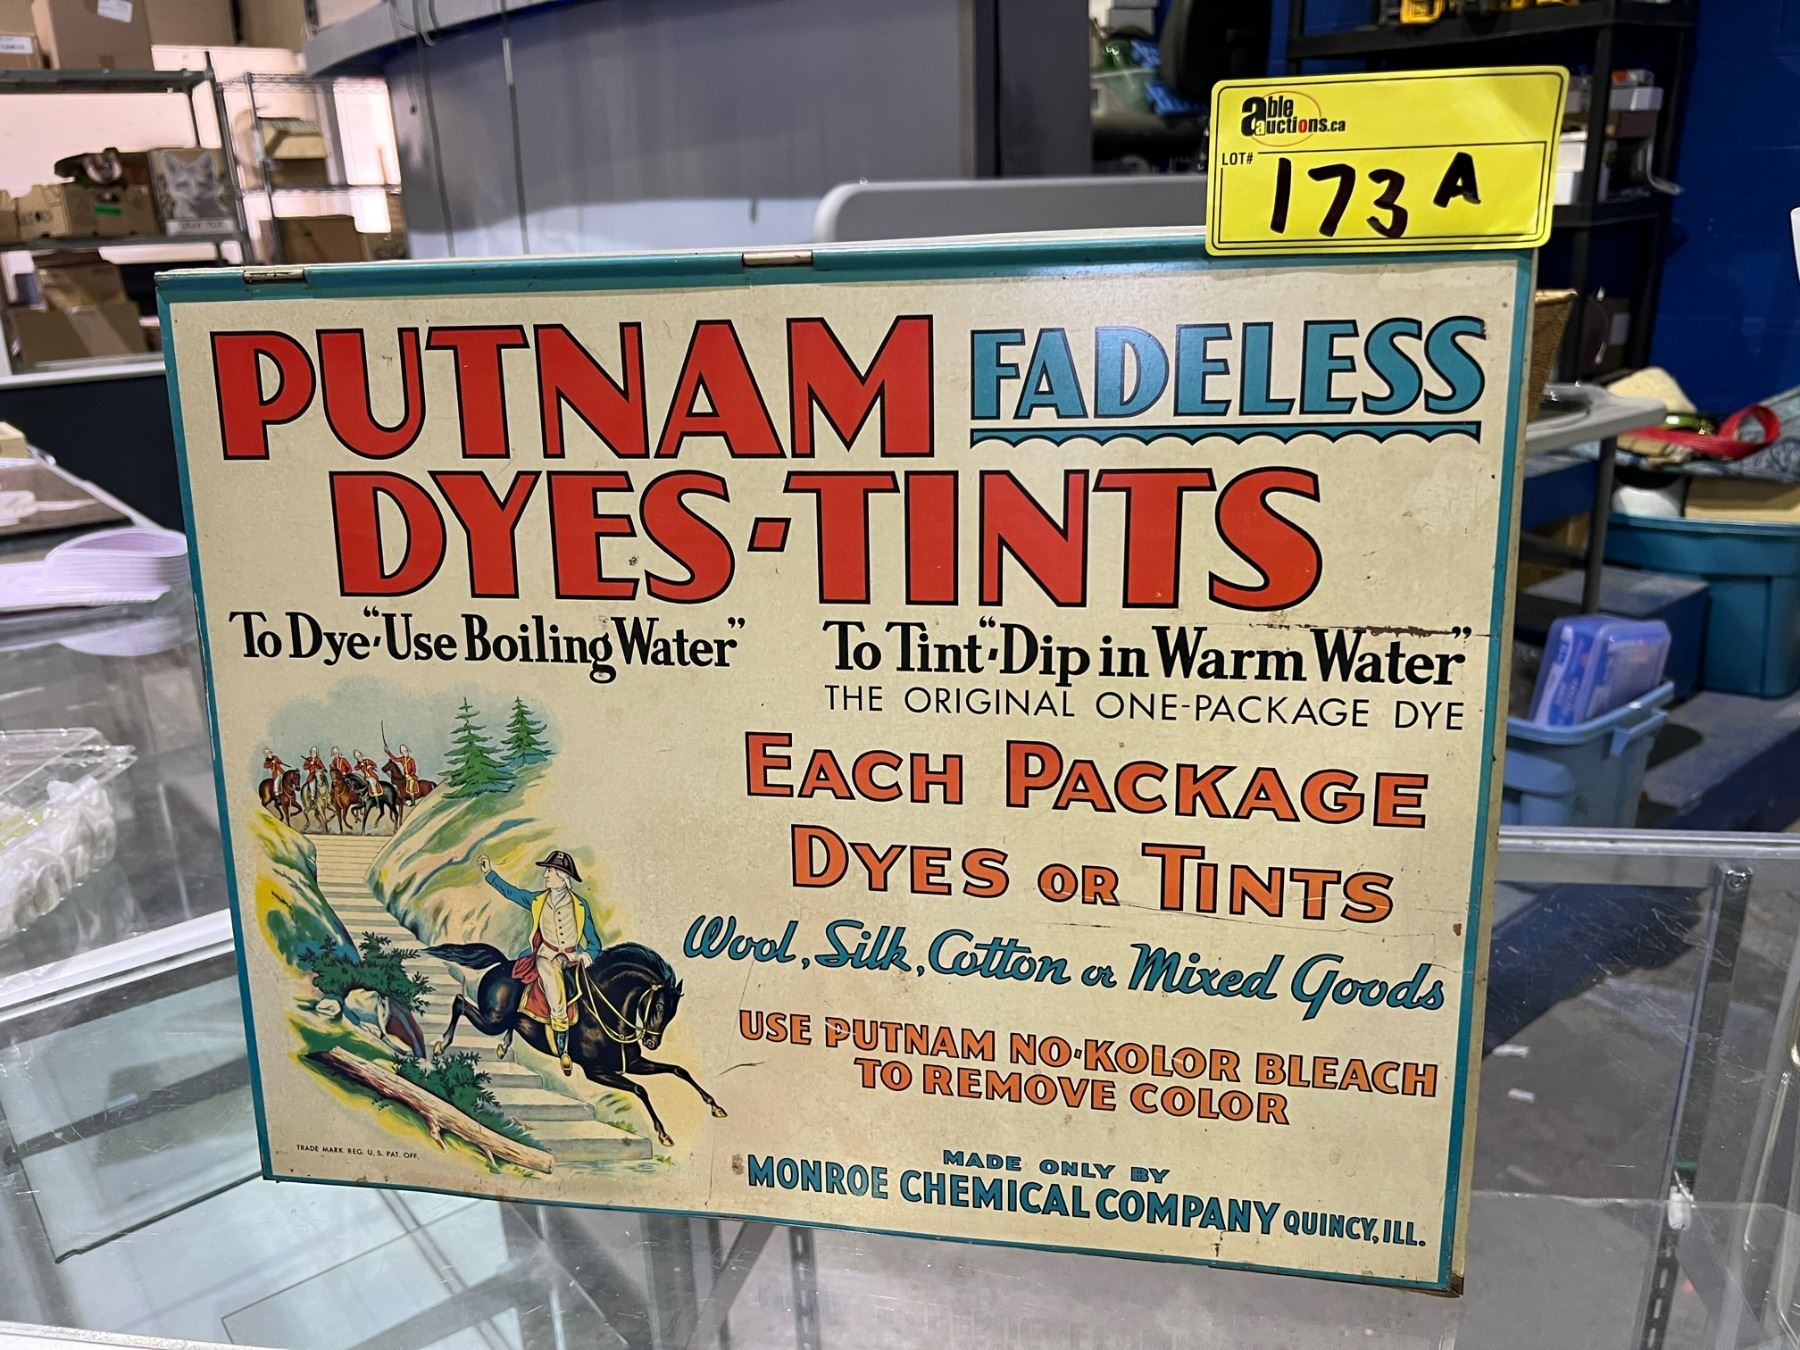 able
auctions.ca
LOT# 173 A
PUTNAM FADELESS
DYES-TINTS
To Dye "Use Boiling Water" To Tint "Dip in Warm Water"
THE ORIGINAL ONE-PACKAGE DYE
EACH PACKAGE
DYES OR TINTS
Wool, Silk, Cotton or Mixed Goods
USE PUTNAM NO-KOLOR BLEACH
TO REMOVE COLOR
TRADE MARK REG. U. S. PAT. OFF.
MADE ONLY BY
MONROE CHEMICAL COMPANY QUINCY, ILL.